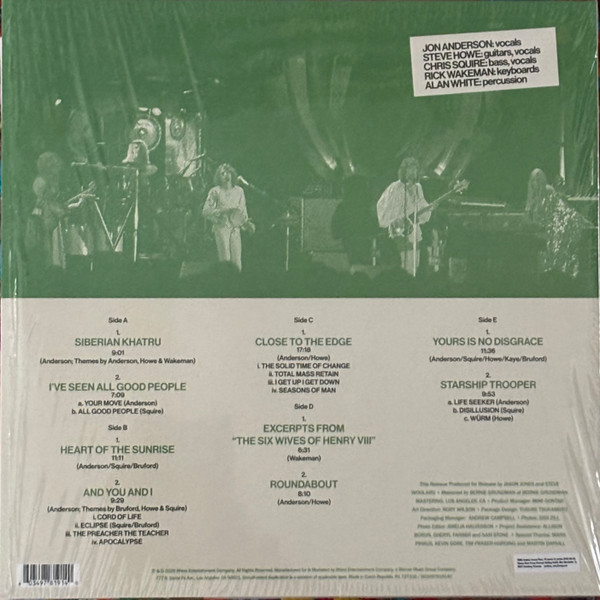 JON ANDERSON: vocals
STEVE HOWE: guitars, vocals
CHRIS SQUIRE: bass, vocals
RICK WAKEMAN: keyboards
ALAN WHITE: percussion
Side A
1.
SIBERIAN KHATRU
9:01
(Anderson; Themes by Anderson, Howe & Wakeman)
2.
I'VE SEEN ALL GOOD PEOPLE
7:09
a. YOUR MOVE (Anderson)
b. ALL GOOD PEOPLE (Squire)
Side B
1.
HEART OF THE SUNRISE
11:11
(Anderson/Squire/Bruford)
2.
AND YOU AND I
9:29
(Anderson; Themes by Bruford, Howe & Squire)
i. CORD OF LIFE
ii. ECLIPSE (Squire/Bruford)
iii. THE PREACHER THE TEACHER
iv. APOCALYPSE
Side C
1.
CLOSE TO THE EDGE
17:18
(Anderson/Howe)
i. THE SOLID TIME OF CHANGE
ii. TOTAL MASS RETAIN
iii. I GET UP I GET DOWN
iv. SEASONS OF MAN
Side D
1.
EXCERPTS FROM
"THE SIX WIVES OF HENRY VIII"
6:31
(Wakeman)
2.
ROUNDABOUT
8:10
(Anderson/Howe)
Side E
1.
YOURS IS NO DISGRACE
11:36
(Anderson/Squire/Howe/Kaye/Bruford)
2.
STARSHIP TROOPER
9:53
a. LIFE SEEKER (Anderson)
b. DISILLUSION (Squire)
c. WÜRM (Howe)